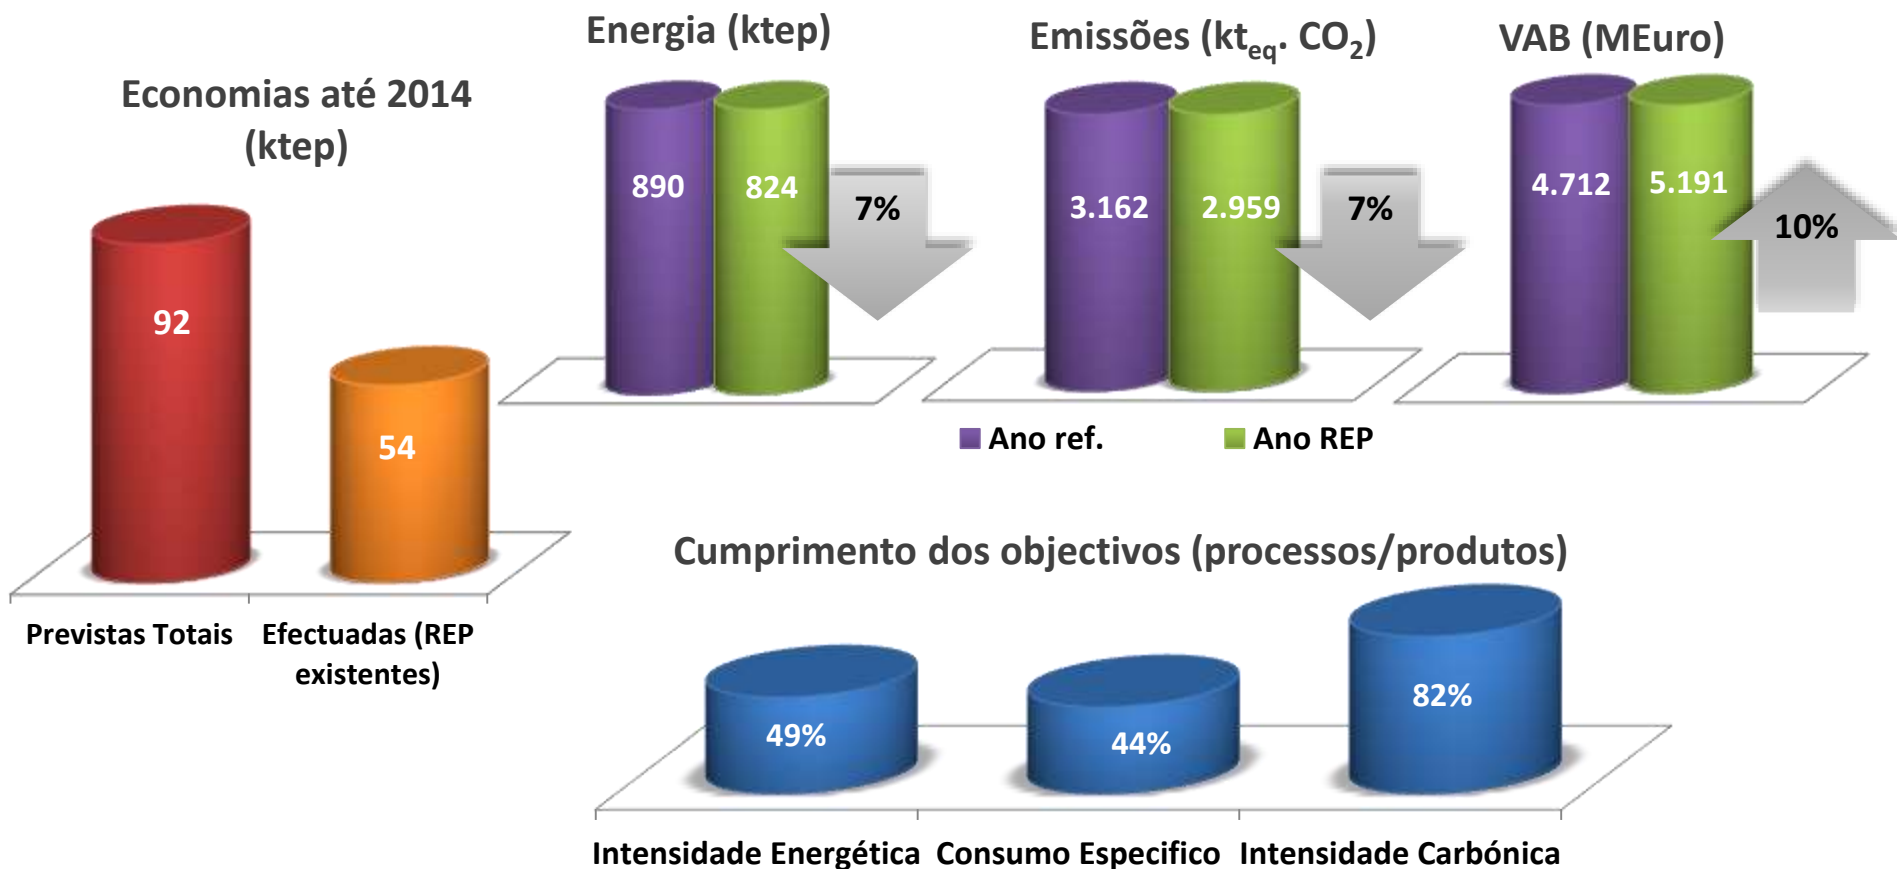 Economias até 2014
(ktep)
92
54
Previstas Totais
Efectuadas (REP
existentes)
Energia (ktep)
890
824
7%
Emissões (kteq. CO2)
3.162
2.959
7%
VAB (MEuro)
4.712
5.191
10%
Ano ref.
Ano REP
Cumprimento dos objectivos (processos/produtos)
49%
44%
82%
Intensidade Energética
Consumo Especifico
Intensidade Carbónica